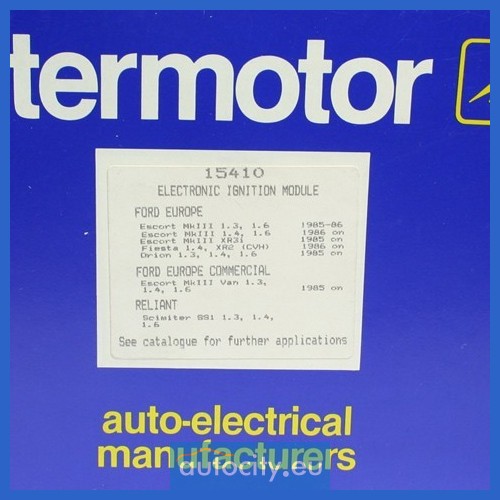 termotor
15410
ELECTRONIC IGNITION MODULE
FORD EUROPE
Escort MkIII 1.3, 1.6 1985-86
Escort MkIII 1.4, 1.6 1986 on
Escort MkIII XR3i 1985 on
Fiesta 1.4, XR2 (CVH) 1986 on
Orion 1.3, 1.4, 1.6 1985 on
FORD EUROPE COMMERCIAL
Escort MkIII Van 1.3,
1.4, 1.6 1985 on
RELIANT
Scimiter SS1 1.3, 1.4,
1.6
See catalogue for further applications
auto-electrical
manufacturers
autocity.eu